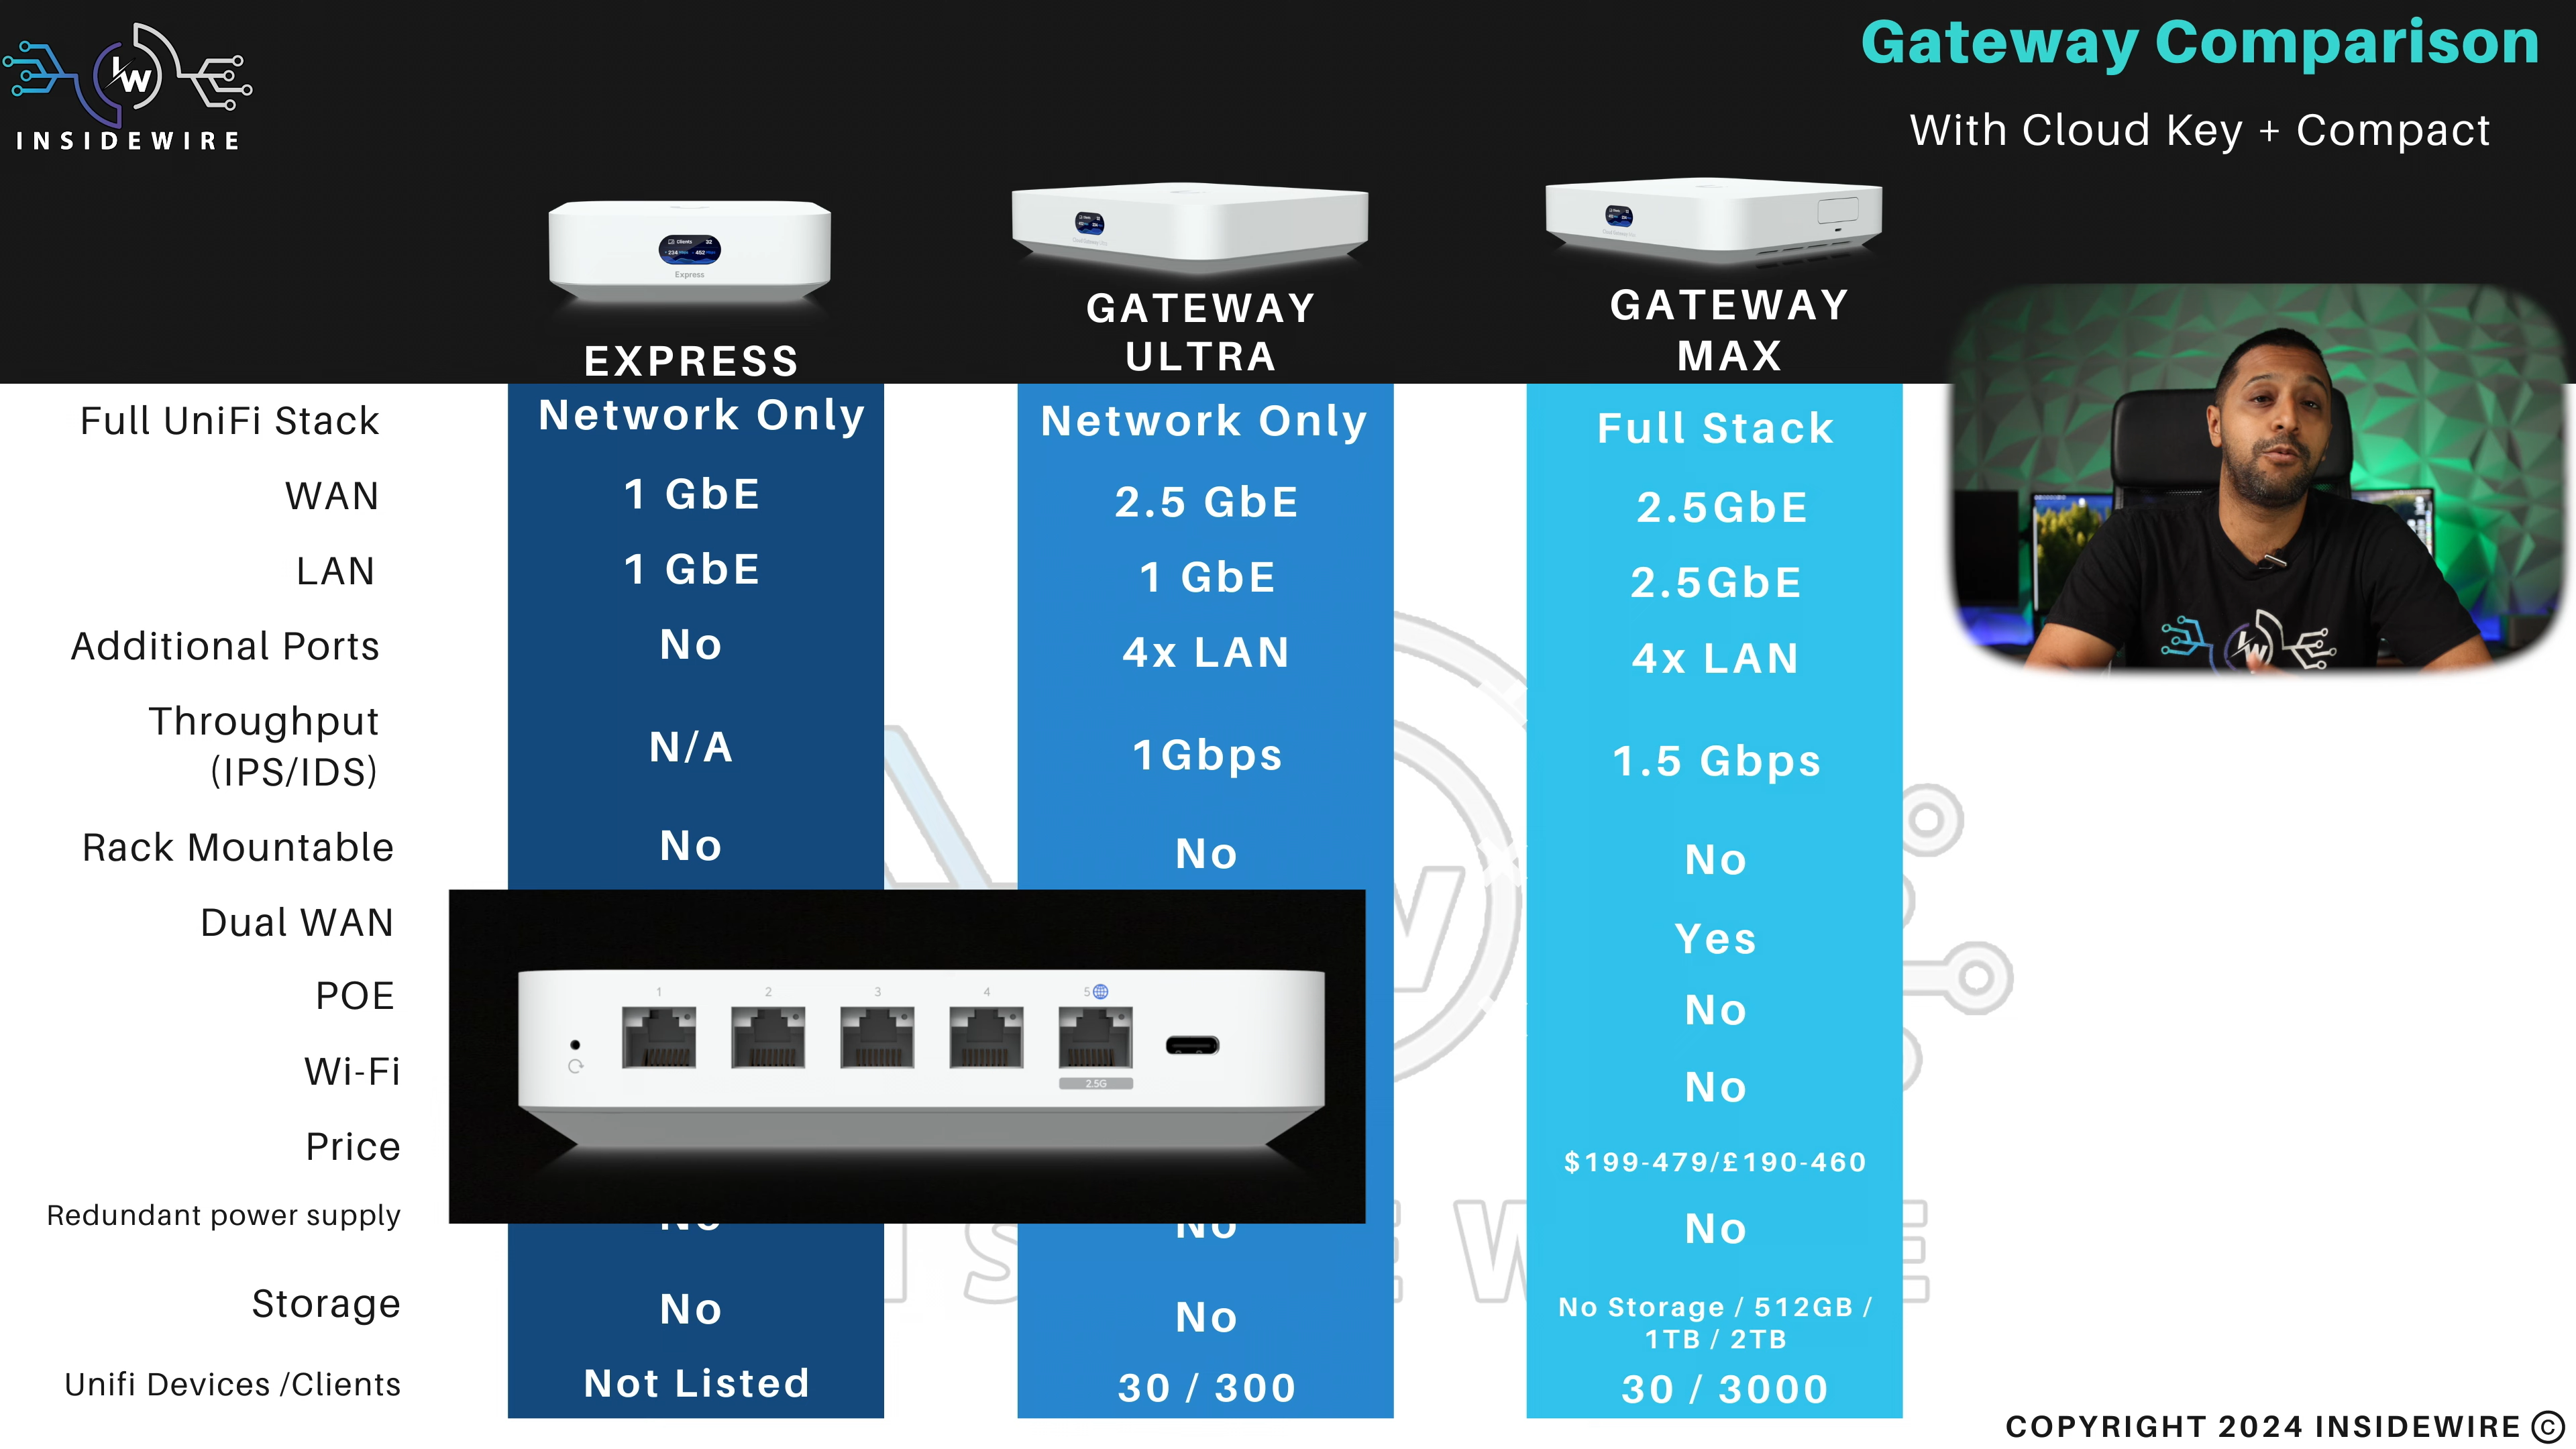 INSIDEWIRE
Gateway Comparison
With Cloud Key + Compact
Express
EXPRESS
GATEWAY
ULTRA
GATEWAY
MAX
Full UniFi Stack
Network Only
Network Only
Full Stack
WAN
1 GbE
2.5 GbE
2.5GbE
LAN
1 GbE
1 GbE
2.5GbE
Additional Ports
No
4x LAN
4x LAN
Throughput
(IPS/IDS)
N/A
1Gbps
1.5 Gbps
Rack Mountable
No
No
No
Dual WAN
Yes
POE
No
1
2
3
4
5
2.5G
Wi-Fi
No
Price
$199-479/£190-460
Redundant power supply
No
No
No
Storage
No
No
No Storage / 512GB /
1TB / 2TB
Unifi Devices /Clients
Not Listed
30 / 300
30 / 3000
COPYRIGHT 2024 INSIDEWIRE ©